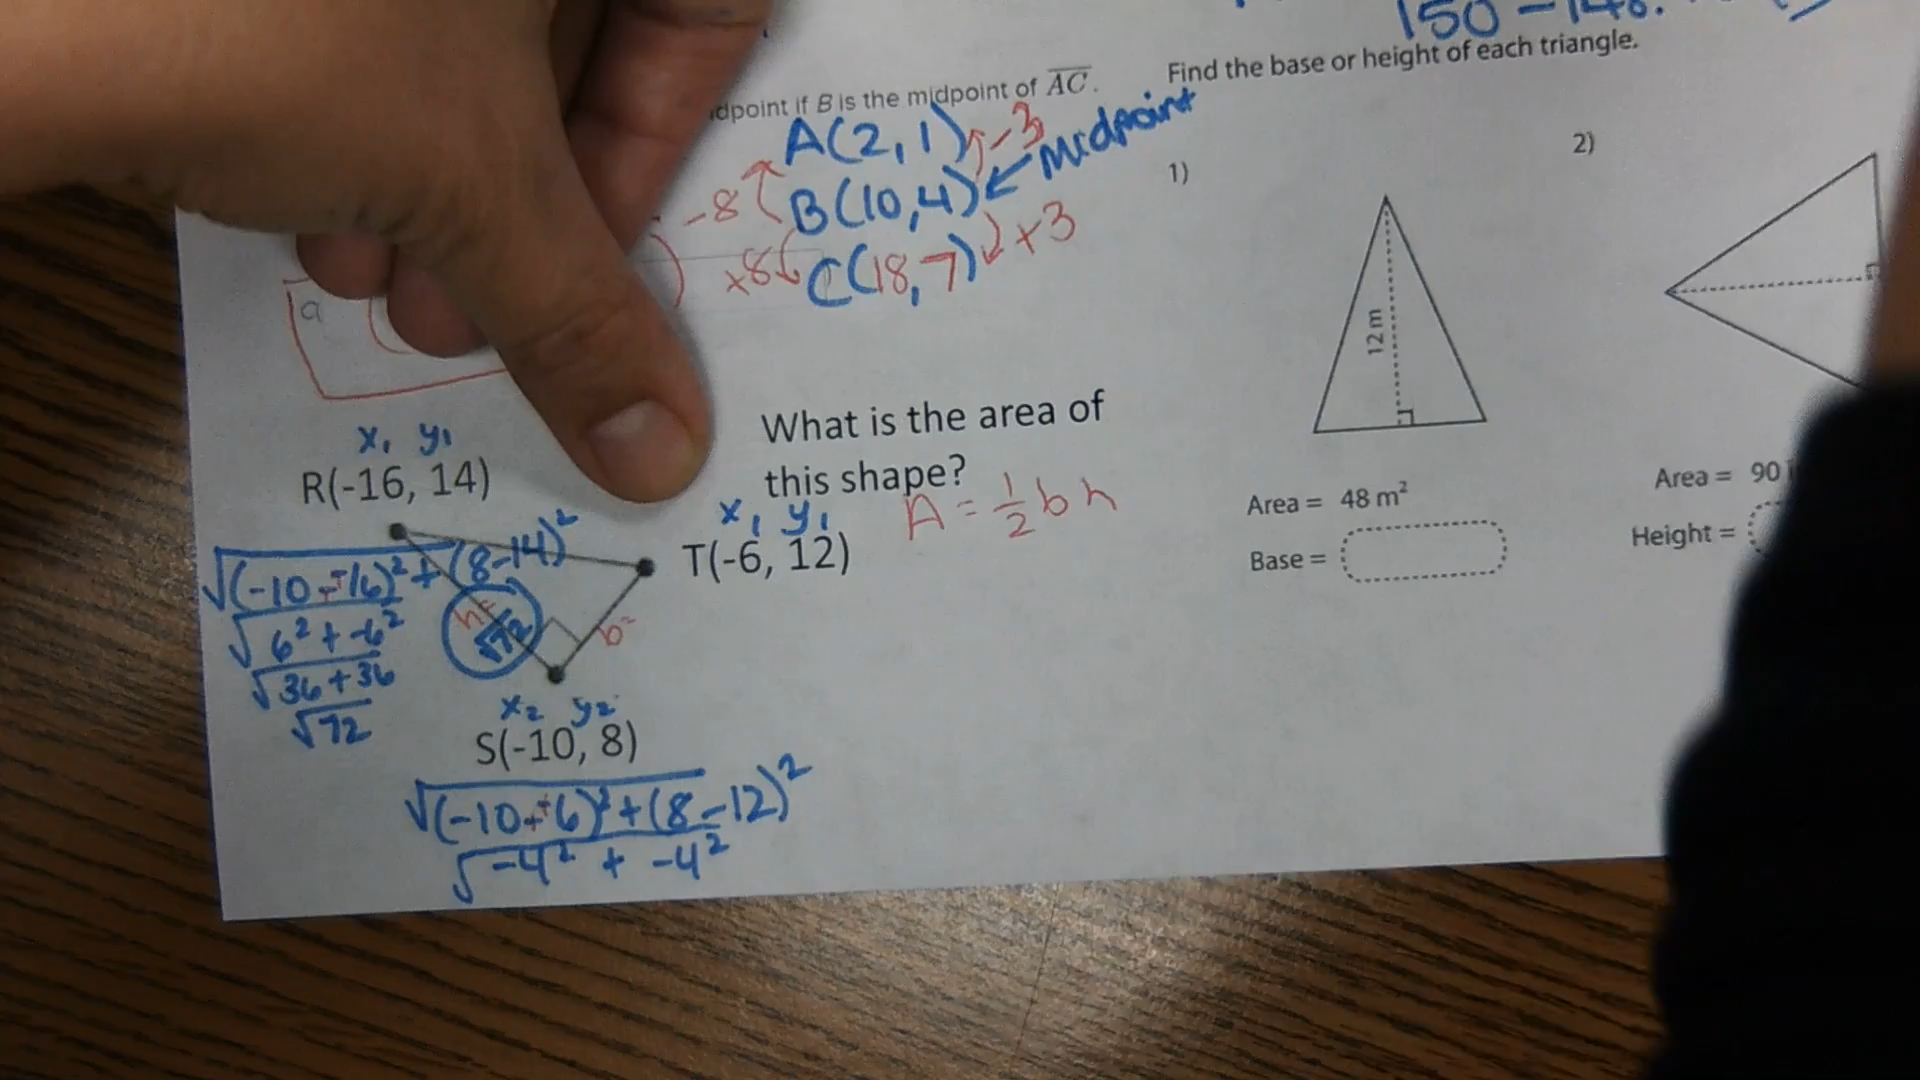 150 - 148.
dpoint if B is the midpoint of AC.
A(2,1) -3
Midpoint
-8 B(10,4)
+8 C(18,7) +3
a
What is the area of
this shape?
A = 1/2 b h
x₁ y₁
R(-16, 14)
x₁ y₁
T(-6, 12)
√(-10-⁻16)² + (8-14)²
√6² + -6²
√36+36
√72
h=
√72
b=
x₂ y₂
S(-10, 8)
√(-10-⁻6)² + (8-12)²
√-4² + -4²
Find the base or height of each triangle.
1)
12 m
Area = 48 m²
Base =
2)
Area = 90
Height =